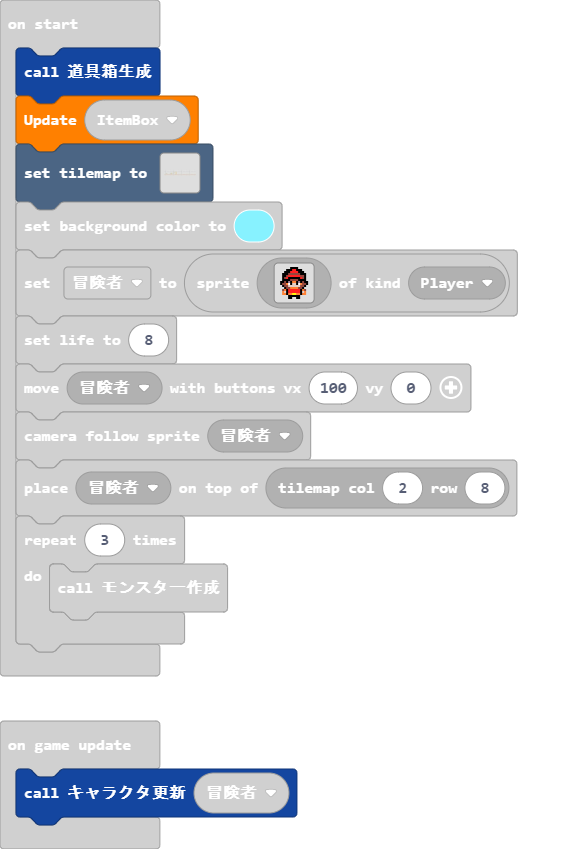 on start
call 道具箱生成
Update ItemBox
set tilemap to
set background color to
set 冒険者 to sprite of kind Player
set life to 8
move 冒険者 with buttons vx 100 vy 0
camera follow sprite 冒険者
place 冒険者 on top of tilemap col 2 row 8
repeat 3 times
do
call モンスター作成
on game update
call キャラクタ更新 冒険者